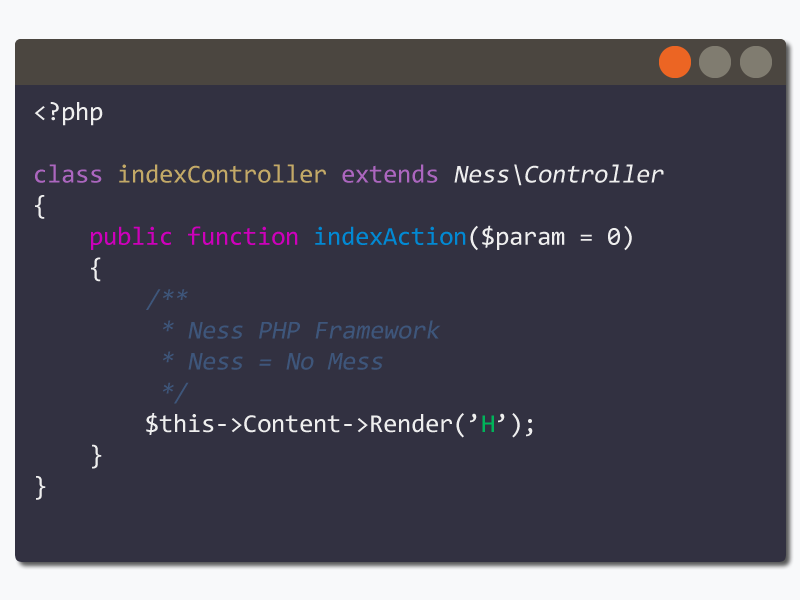 <?php
class indexController extends Ness\Controller
{
    public function indexAction($param = 0)
    {
        /**
         * Ness PHP Framework
         * Ness = No Mess
         */
        $this->Content->Render(’H’);
    }
}